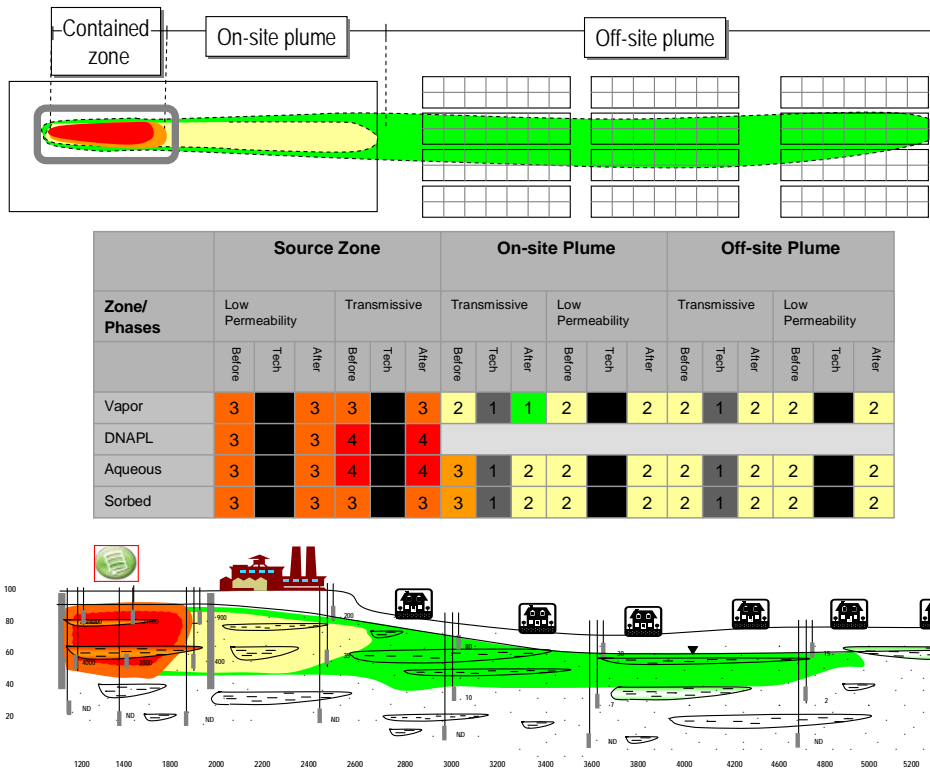 Contained zone
On-site plume
Off-site plume
Source Zone On-site Plume Off-site Plume
Zone/ Phases Low Permeability Transmissive Transmissive Low Permeability Transmissive Low Permeability
Before Tech After Before Tech After Before Tech After Before Tech After Before Tech After Before Tech After
Vapor 3 3 3 3 2 1 1 2 2 2 1 2 2 2
DNAPL 3 3 4 4
Aqueous 3 3 4 4 3 1 2 2 2 2 1 2 2 2
Sorbed 3 3 3 3 3 1 2 2 2 2 1 2 2 2
100
80
60
40
20
900
200
400
80
30
15
10
7
2
4000
ND ND ND ND ND ND
1200 1400 1800 2000 2200 2400 2600 2800 3000 3200 3400 3600 3800 4000 4200 4400 4600 4800 5000 5200